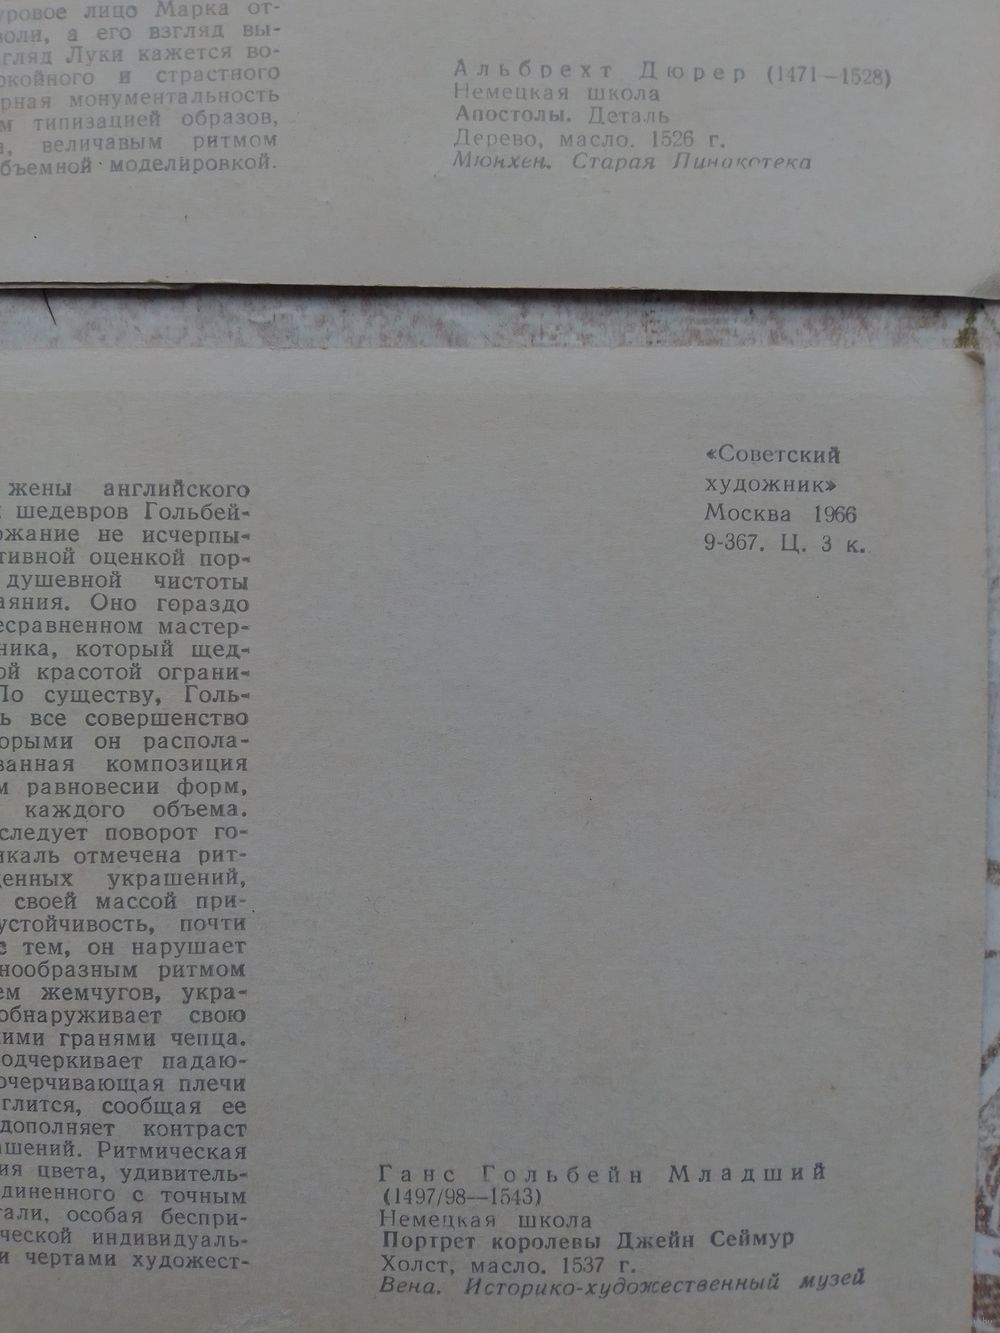 уровое лицо Марка от-
воли, а его взгляд вы-
гляд Луки кажется во-
окойного и страстного
рная монументальность
м типизацией образов,
а, величавым ритмом
бъемной моделировкой.
Альбрехт Дюрер (1471—1528)
Немецкая школа
Апостолы. Деталь
Дерево, масло. 1526 г.
Мюнхен. Старая Пинакотека
«Советский
художник»
Москва 1966
9-367. Ц. 3 к.
жены английского
шедевров Гольбей-
ржание не исчерпы-
тивной оценкой пор-
душевной чистоты
аяния. Оно гораздо
есравненном мастер-
ника, который щед-
ой красотой ограни-
По существу, Голь-
ь все совершенство
орыми он распола-
ванная композиция
м равновесии форм,
каждого объема.
следует поворот го-
икаль отмечена рит-
денных украшений,
своей массой при-
устойчивость, почти
с тем, он нарушает
нообразным ритмом
ем жемчугов, укра-
обнаруживает свою
кими гранями чепца.
одчеркивает падаю-
очерчивающая плечи
глится, сообщая ее
дополняет контраст
ашений. Ритмическая
ия цвета, удивитель-
диненного с точным
тали, особая беспри-
ческой индивидуаль-
и чертами художест-
Ганс Гольбейн Младший
(1497/98—1543)
Немецкая школа
Портрет королевы Джейн Сеймур
Холст, масло. 1537 г.
Вена. Историко-художественный музей